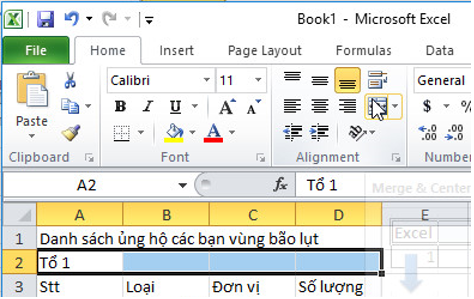 Book1 - Microsoft Excel
File Home Insert Page Layout Formulas
Calibri 11 General
Paste B I U A A $ %
Clipboard Font Alignment Number
A2 fx Tổ 1
Merge & Center
A B C D E
1 Danh sách ủng hộ các bạn vùng bão lụt Excel
2 Tổ 1 1
3 Stt Loại Đơn vị Số lượng